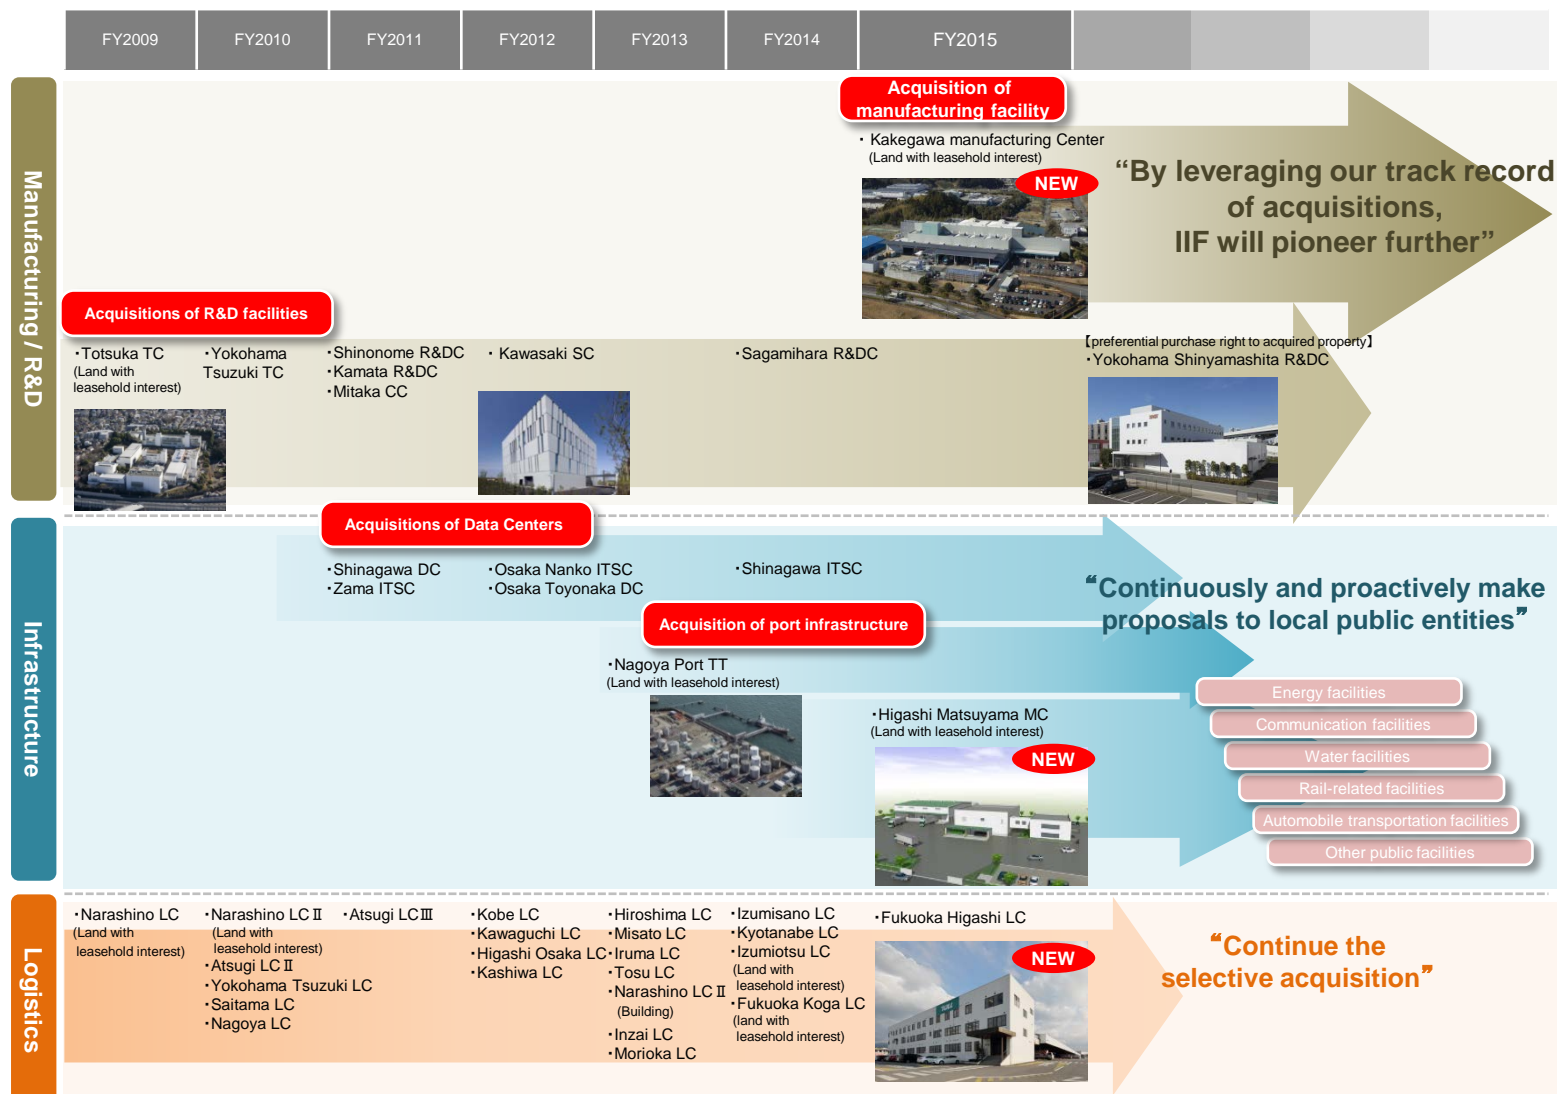 FY2009
FY2010
FY2011
FY2012
FY2013
FY2014
FY2015
Manufacturing / R&D
Acquisition of
manufacturing facility
・Kakegawa manufacturing Center
(Land with leasehold interest)
NEW
“By leveraging our track record
of acquisitions,
IIF will pioneer further”
Acquisitions of R&D facilities
・Totsuka TC
(Land with
leasehold interest)
・Yokohama
Tsuzuki TC
・Shinonome R&DC
・Kamata R&DC
・Mitaka CC
・Kawasaki SC
・Sagamihara R&DC
【preferential purchase right to acquired property】
・Yokohama Shinyamashita R&DC
Infrastructure
Acquisitions of Data Centers
・Shinagawa DC
・Zama ITSC
・Osaka Nanko ITSC
・Osaka Toyonaka DC
・Shinagawa ITSC
“Continuously and proactively make
proposals to local public entities”
Acquisition of port infrastructure
・Nagoya Port TT
(Land with leasehold interest)
・Higashi Matsuyama MC
(Land with leasehold interest)
NEW
Energy facilities
Communication facilities
Water facilities
Rail-related facilities
Automobile transportation facilities
Other public facilities
Logistics
・Narashino LC
(Land with
leasehold interest)
・Narashino LCⅡ
(Land with
leasehold interest)
・Atsugi LCⅡ
・Yokohama Tsuzuki LC
・Saitama LC
・Nagoya LC
・Atsugi LCⅢ
・Kobe LC
・Kawaguchi LC
・Higashi Osaka LC
・Kashiwa LC
・Hiroshima LC
・Misato LC
・Iruma LC
・Tosu LC
・Narashino LCⅡ
(Building)
・Inzai LC
・Morioka LC
・Izumisano LC
・Kyotanabe LC
・Izumiotsu LC
(Land with
leasehold interest)
・Fukuoka Koga LC
(land with
leasehold interest)
・Fukuoka Higashi LC
NEW
“Continue the
selective acquisition”